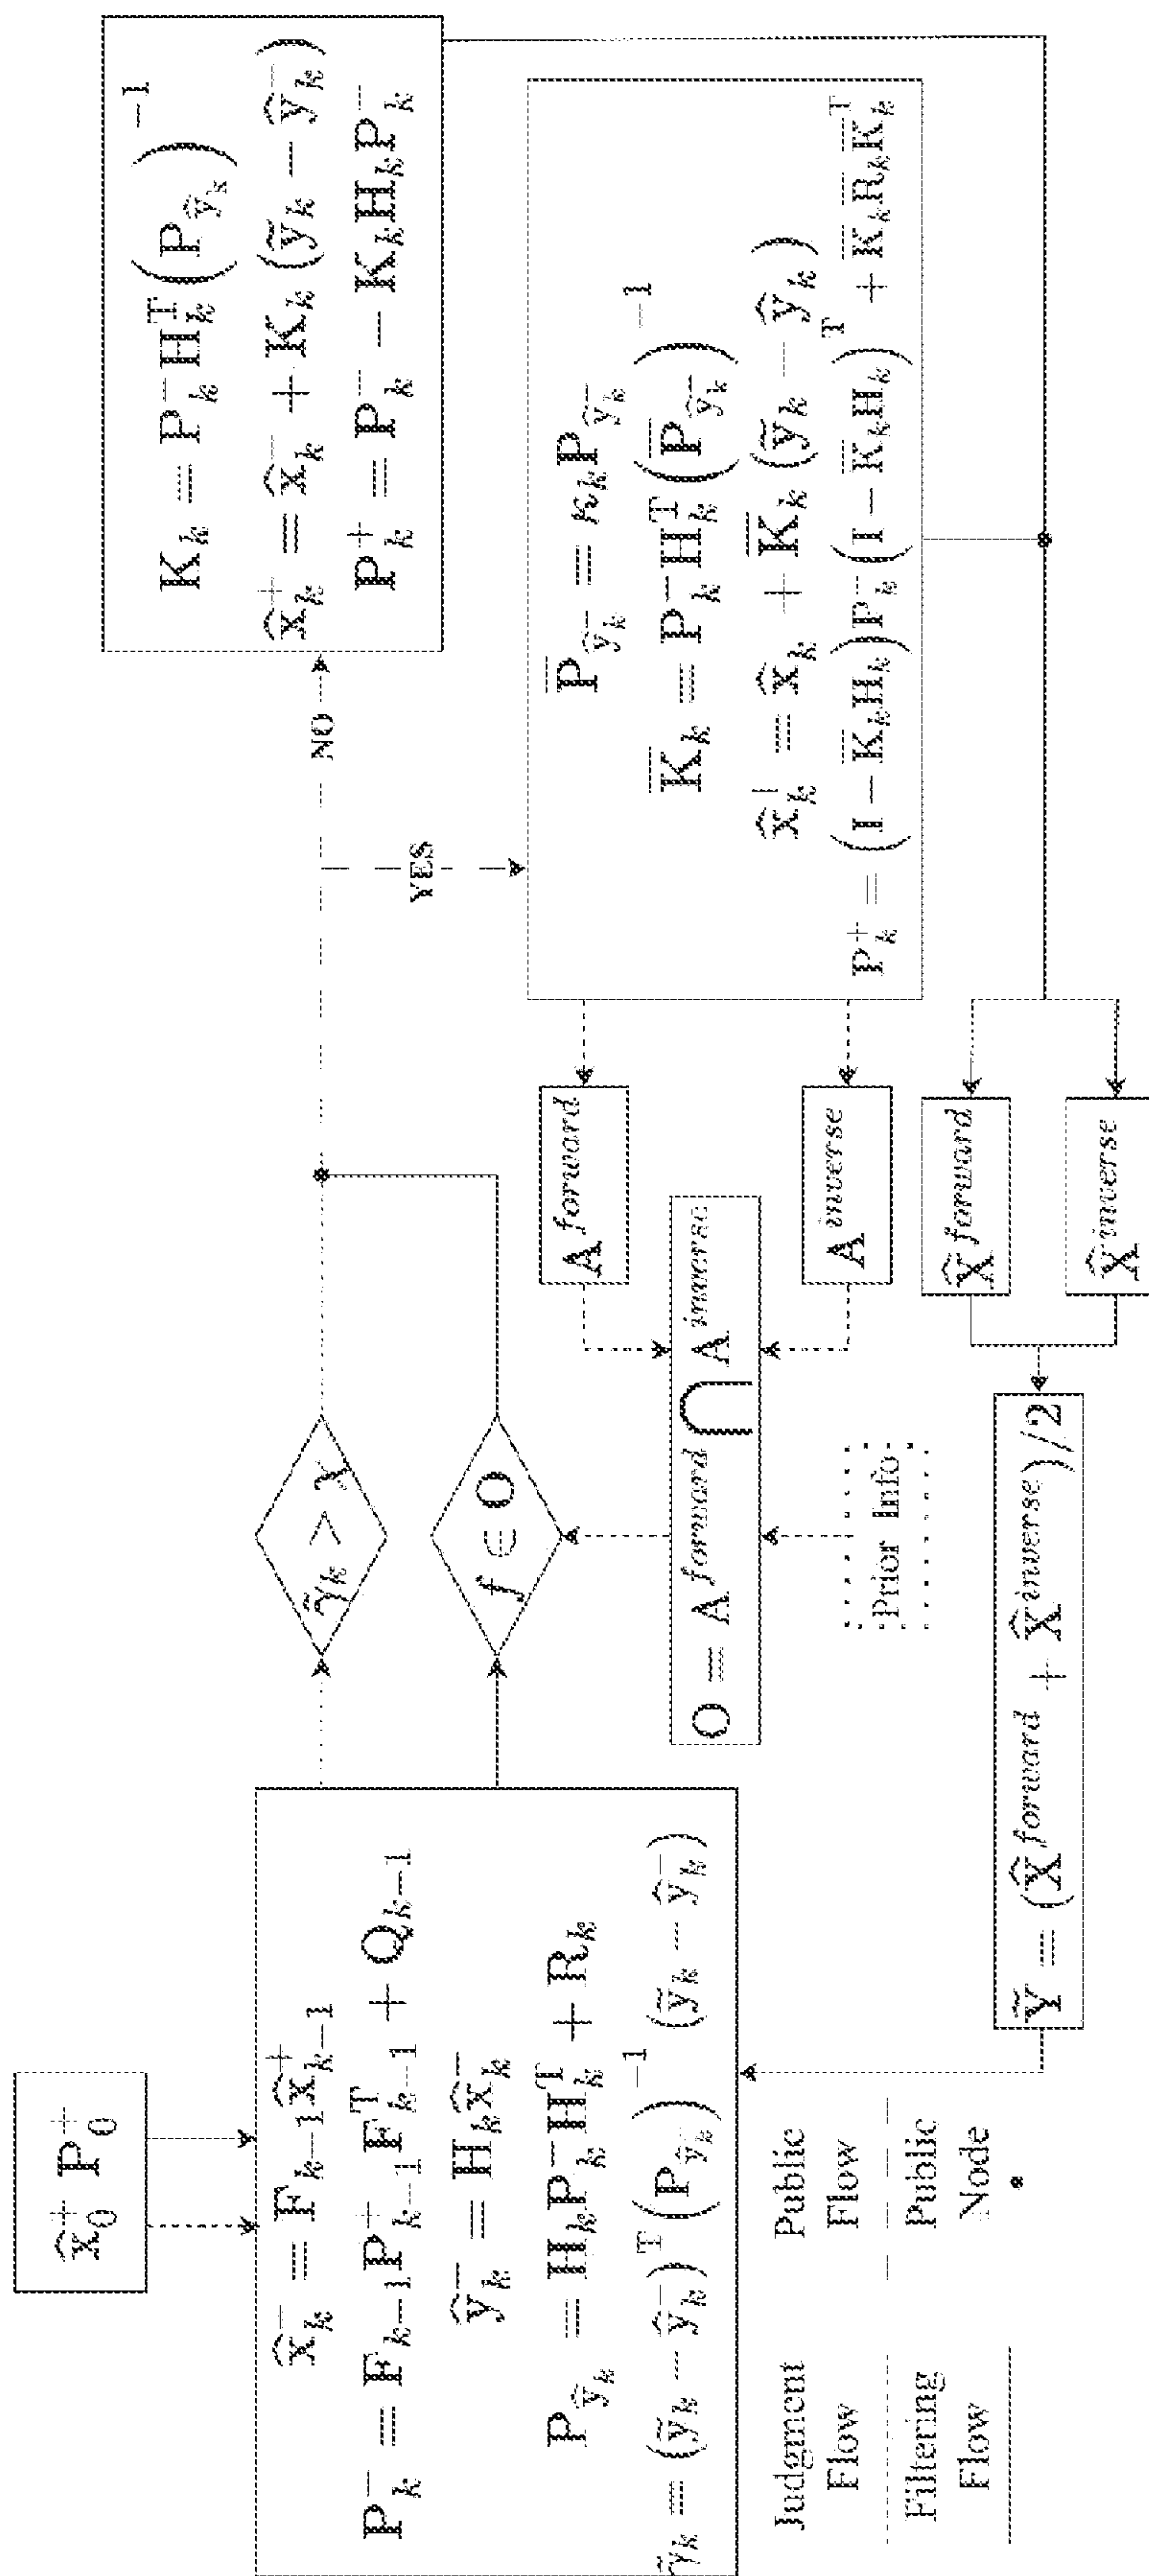 x̂₀⁺ P₀⁺
x̂ₖ⁻ = Fₖ₋₁x̂ₖ₋₁⁺
Pₖ⁻ = Fₖ₋₁Pₖ₋₁⁺Fₖ₋₁ᵀ + Qₖ₋₁
ŷₖ⁻ = Hₖx̂ₖ⁻
P_ŷₖ⁻ = HₖPₖ⁻Hₖᵀ + Rₖ
γ̃ₖ = (ỹₖ − ŷₖ⁻)ᵀ (P_ŷₖ⁻)⁻¹ (ỹₖ − ŷₖ⁻)
γ̃ₖ > χ
f ∈ O
NO
YES
Kₖ = Pₖ⁻Hₖᵀ (P_ŷₖ⁻)⁻¹
x̂ₖ⁺ = x̂ₖ⁻ + Kₖ (ỹₖ − ŷₖ⁻)
Pₖ⁺ = Pₖ⁻ − KₖHₖPₖ⁻
P̄_ŷₖ⁻ = κₖP_ŷₖ⁻
K̄ₖ = Pₖ⁻Hₖᵀ (P̄_ŷₖ⁻)⁻¹
x̂ₖ⁺ = x̂ₖ⁻ + K̄ₖ (ỹₖ − ŷₖ⁻)
Pₖ⁺ = (I − K̄ₖHₖ)Pₖ⁻(I − K̄ₖHₖ)ᵀ + K̄ₖRₖK̄ₖᵀ
A^forward
A^inverse
O = A^forward ⋂ A^inverse
Prior Info
X̂^forward
X̂^inverse
Ỹ = (X̂^forward + X̂^inverse)/2
Judgment
Flow
Public
Flow
Filtering
Flow
Public
Node